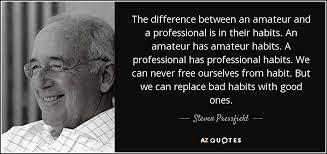 The difference between an amateur and
a professional is in their habits. An
amateur has amateur habits. A
professional has professional habits. We
can never free ourselves from habit. But
we can replace bad habits with good
ones.
Steven Pressfield
AZ QUOTES